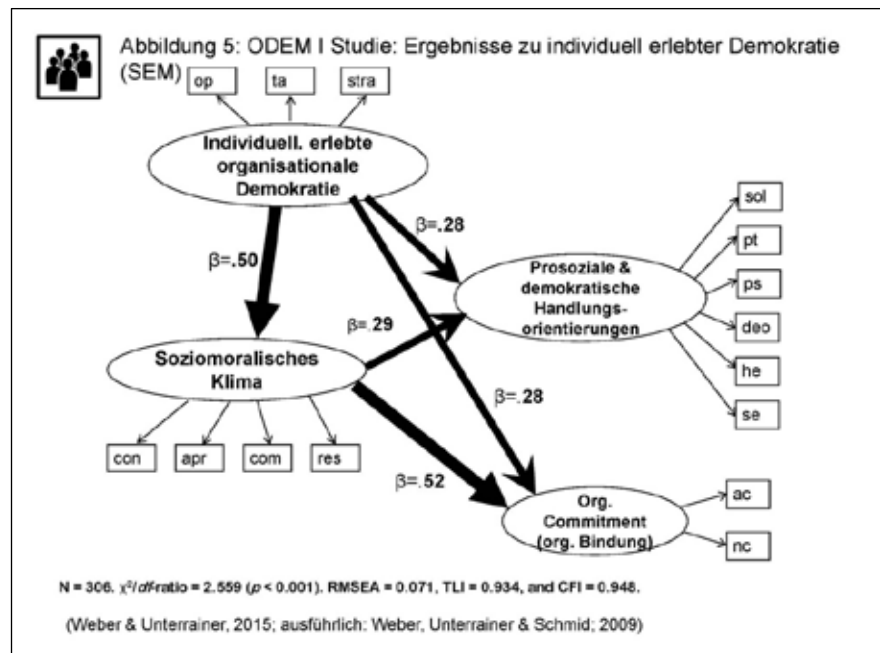 Abbildung 5: ODEM I Studie: Ergebnisse zu individuell erlebter Demokratie
(SEM)
op
ta
stra
Individuell. erlebte
organisationale
Demokratie
β=.28
sol
pt
ps
deo
he
se
β=.50
Prosoziale &
demokratische
Handlungs-
orientierungen
β=.29
Soziomoralisches
Klima
β=.28
con
apr
com
res
β=.52
Org.
Commitment
(org. Bindung)
ac
nc
N = 306. χ²/df-ratio = 2.559 (p < 0.001). RMSEA = 0.071, TLI = 0.934, and CFI = 0.948.
(Weber & Unterrainer, 2015; ausführlich: Weber, Unterrainer & Schmid; 2009)